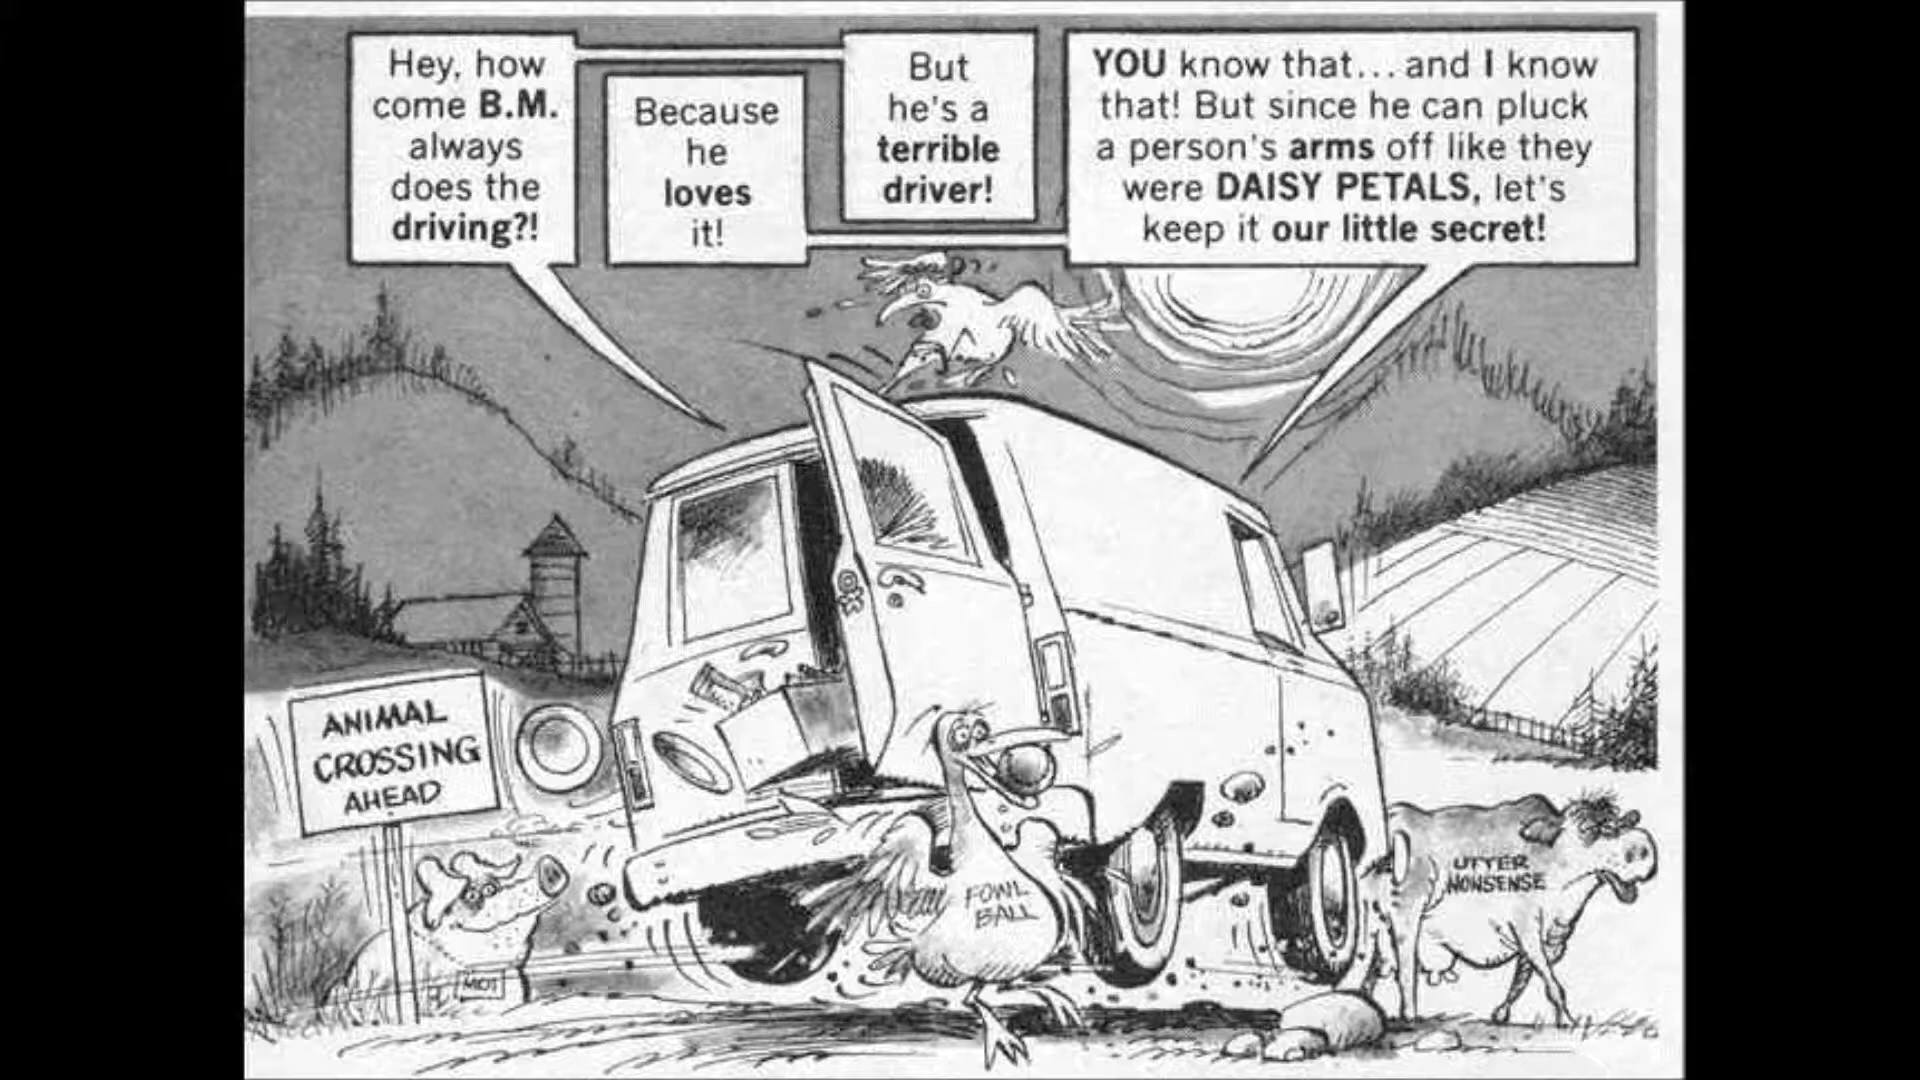 Hey, how
come B.M.
always
does the
driving?!
Because
he
loves
it!
But
he's a
terrible
driver!
YOU know that... and I know
that! But since he can pluck
a person's arms off like they
were DAISY PETALS, let's
keep it our little secret!
ANIMAL
CROSSING
AHEAD
FOWL
BALL
UTTER
NONSENSE